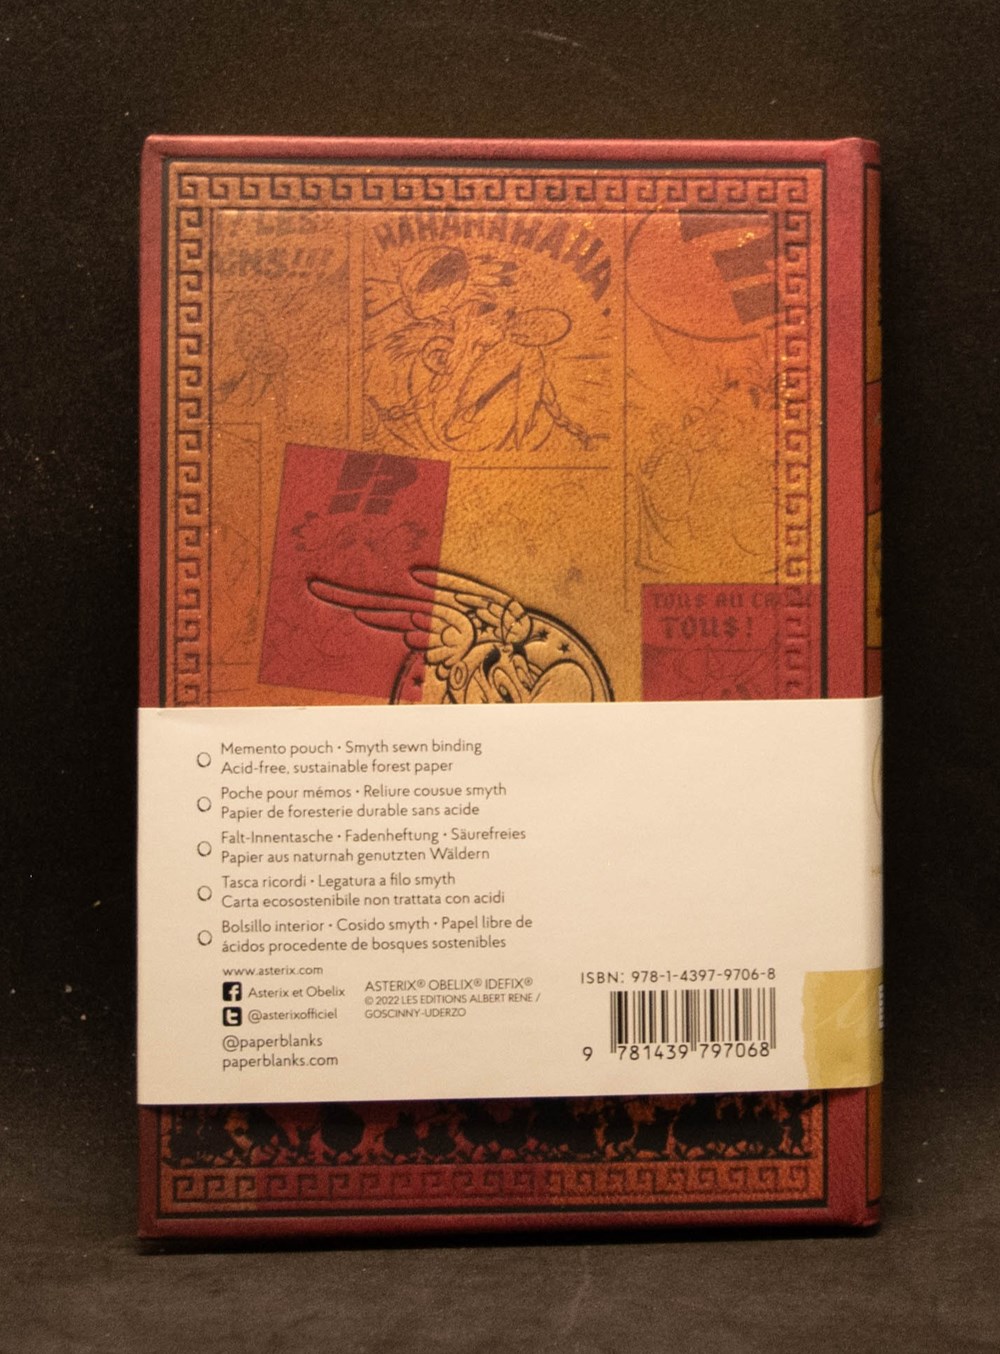 LES
HAHAHAHAHA
!?
TOUS AU
TOUS!
Memento pouch • Smyth sewn binding
Acid-free, sustainable forest paper
Poche pour mémos • Reliure cousue smyth
Papier de foresterie durable sans acide
Falt-Innentasche • Fadenheftung • Säurefreies
Papier aus naturnah genutzten Wäldern
Tasca ricordi • Legatura a filo smyth
Carta ecosostenibile non trattata con acidi
Bolsillo interior • Cosido smyth • Papel libre de
ácidos procedente de bosques sostenibles
www.asterix.com
Asterix et Obelix
@asterixofficiel
@paperblanks
paperblanks.com
ASTERIX® OBELIX® IDEFIX®
© 2022 LES EDITIONS ALBERT RENE /
GOSCINNY-UDERZO
ISBN: 978-1-4397-9706-8
9 781439 797068